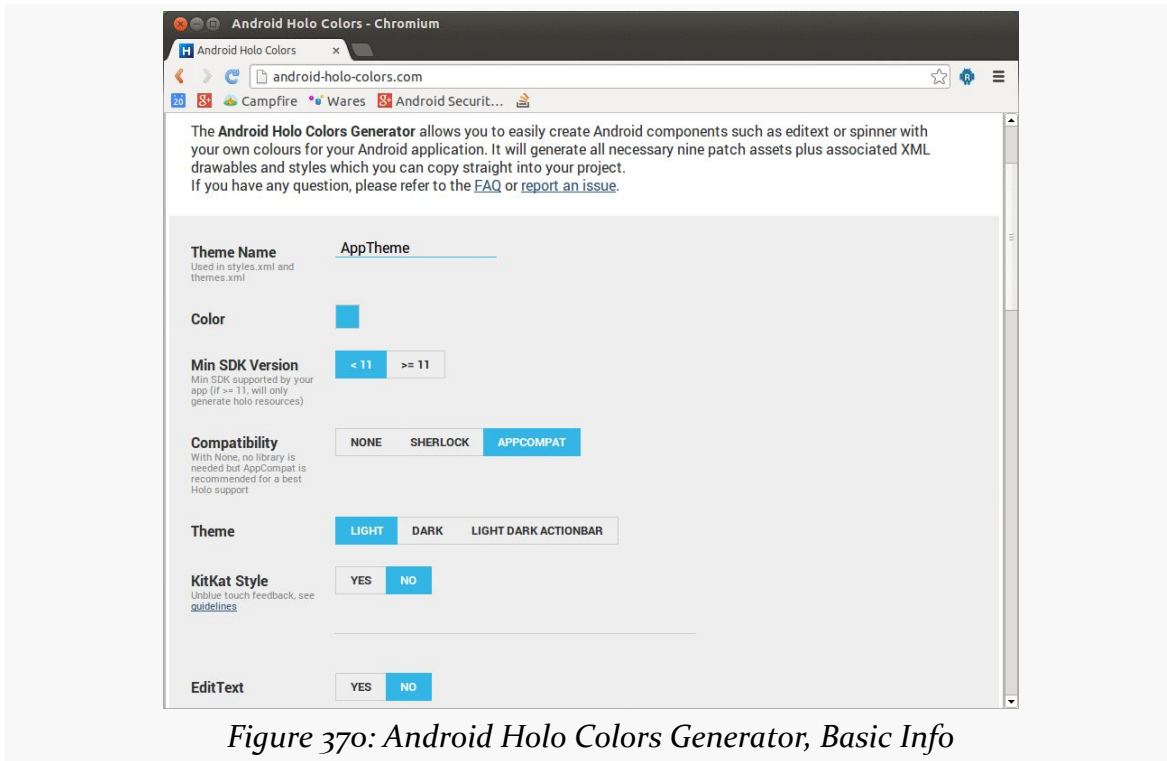 Android Holo Colors - Chromium
H Android Holo Colors ×
android-holo-colors.com
20 8+ Campfire Wares 8+ Android Securit...
The Android Holo Colors Generator allows you to easily create Android components such as editext or spinner with
your own colours for your Android application. It will generate all necessary nine patch assets plus associated XML
drawables and styles which you can copy straight into your project.
If you have any question, please refer to the FAQ or report an issue.
Theme Name AppTheme
Used in styles.xml and
themes.xml
Color
Min SDK Version < 11 >= 11
Min SDK supported by your
app (if >= 11, will only
generate holo resources)
Compatibility NONE SHERLOCK APPCOMPAT
With None, no library is
needed but AppCompat is
recommended for a best
Holo support
Theme LIGHT DARK LIGHT DARK ACTIONBAR
KitKat Style YES NO
Unblue touch feedback, see
guidelines
EditText YES NO
Figure 370: Android Holo Colors Generator, Basic Info